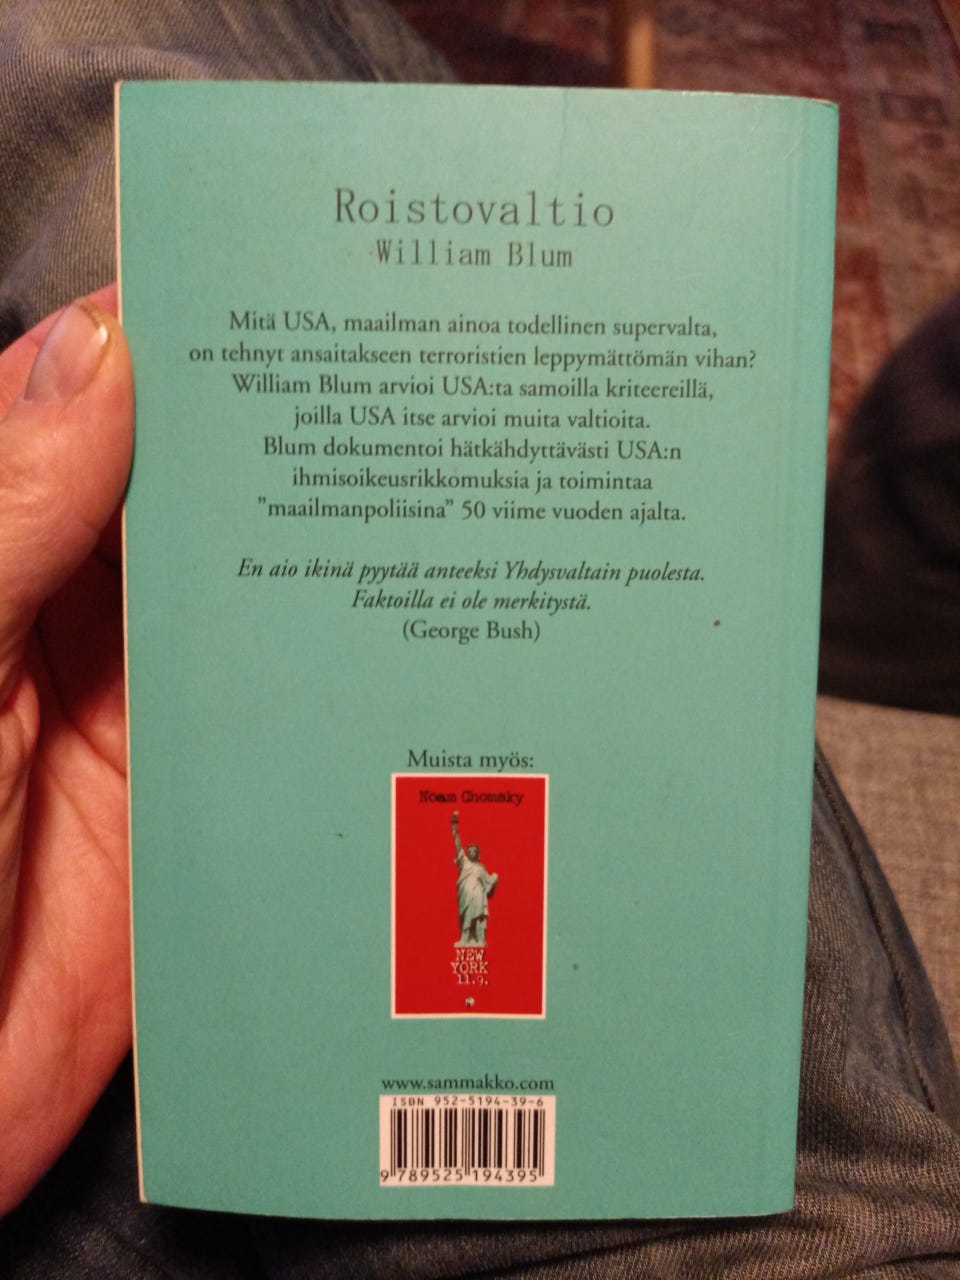 Roistovaltio
William Blum
Mitä USA, maailman ainoa todellinen supervalta,
on tehnyt ansaitakseen terroristien leppymättömän vihan?
William Blum arvioi USA:ta samoilla kriteereillä,
joilla USA itse arvioi muita valtioita.
Blum dokumentoi hätkähdyttävästi USA:n
ihmisoikeusrikkomuksia ja toimintaa
”maailmanpoliisina” 50 viime vuoden ajalta.
En aio ikinä pyytää anteeksi Yhdysvaltain puolesta.
Faktoilla ei ole merkitystä.
(George Bush)
Muista myös:
Noam Chomsky
NEW
YORK
11.9.
www.sammakko.com
ISBN 952-5194-39-6
9 789525 194395